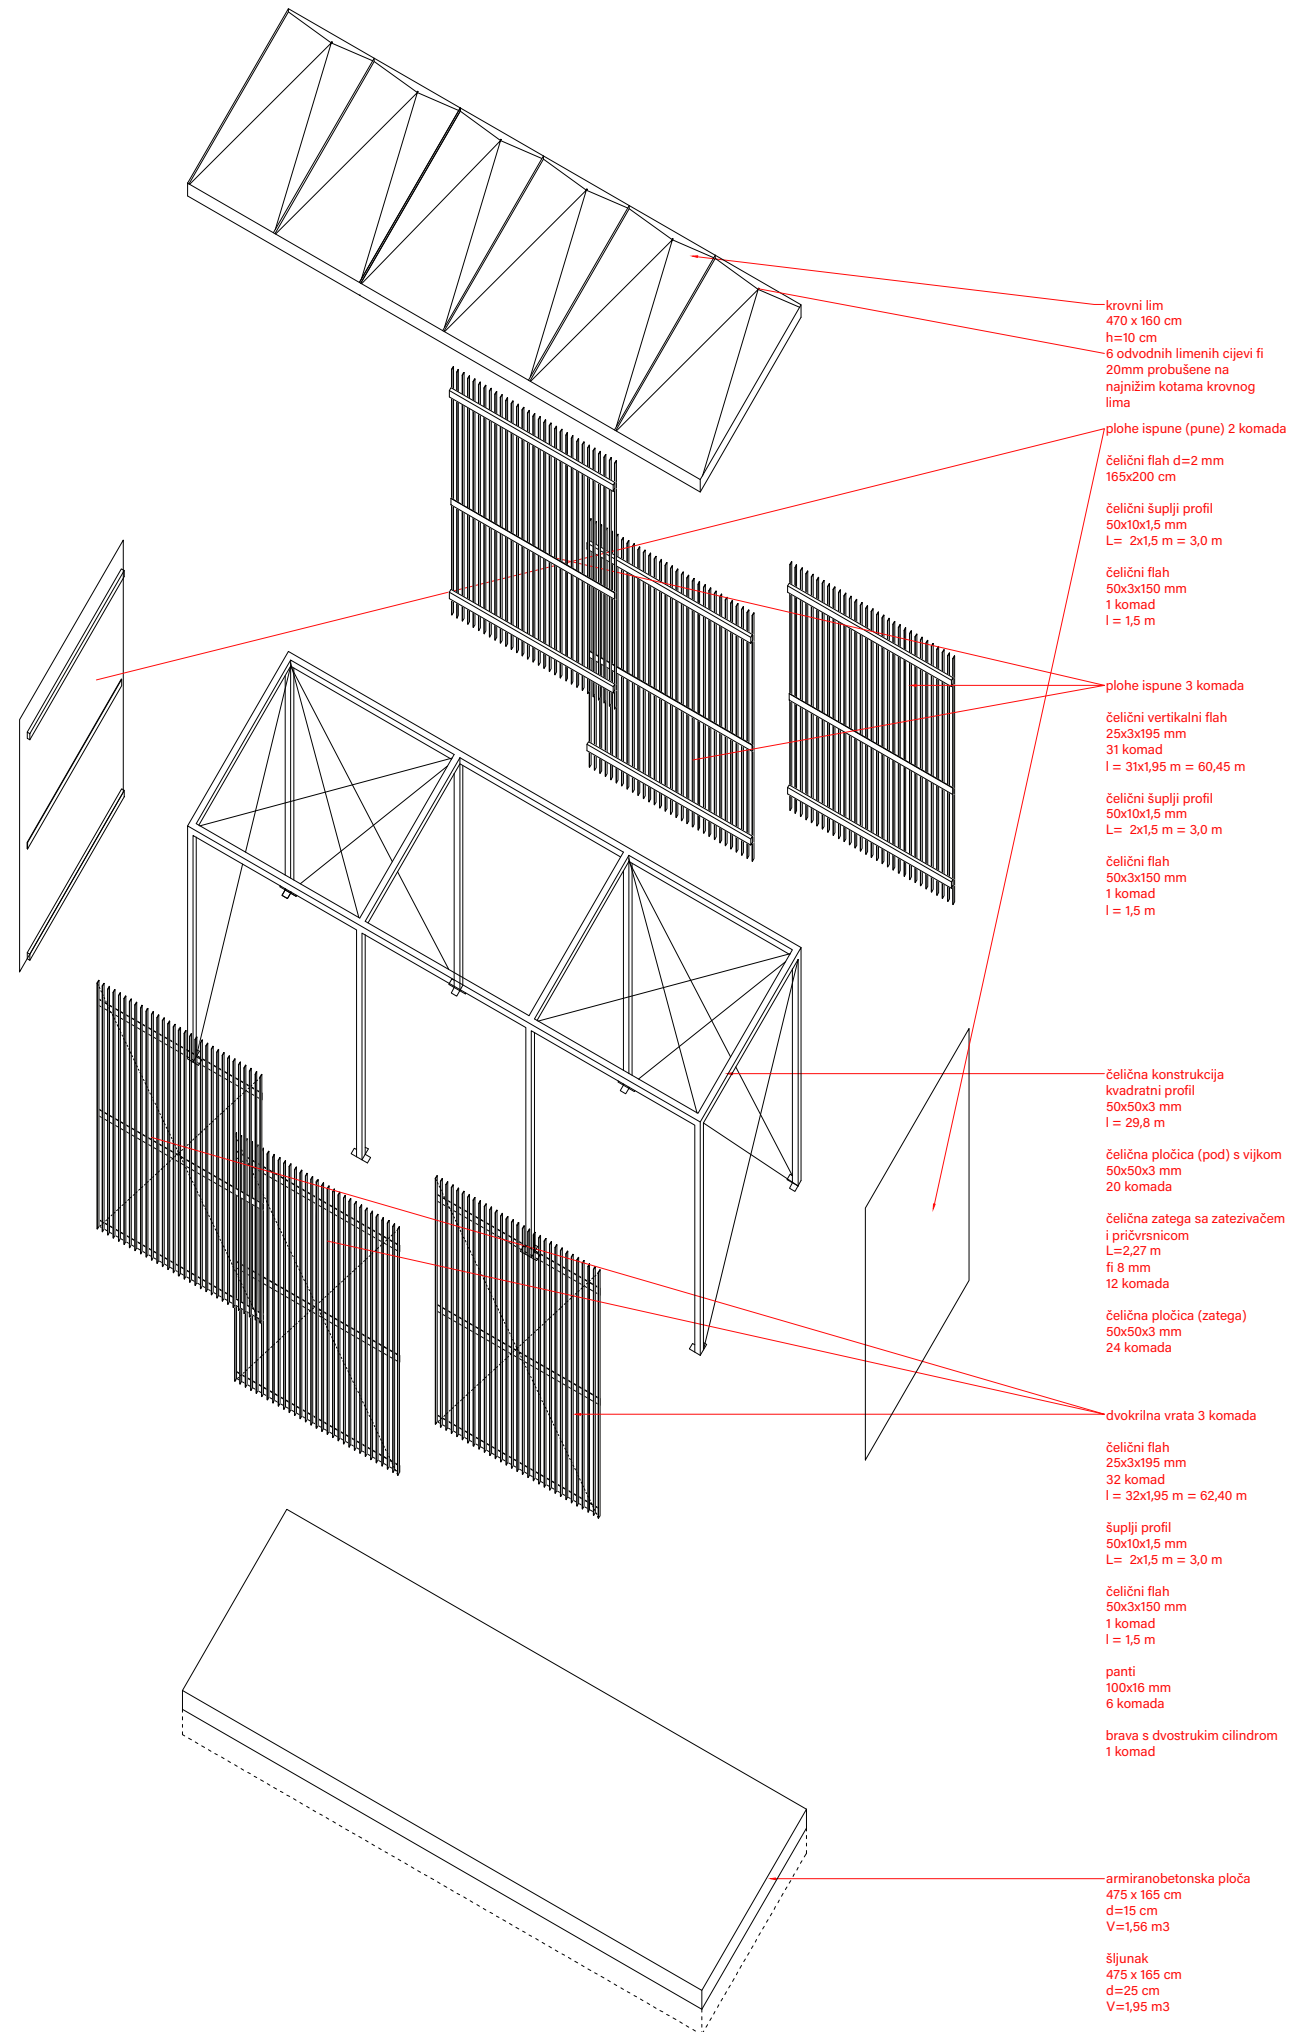 krovni lim
470 x 160 cm
h=10 cm
6 odvodnih limenih cijevi fi
20mm probušene na
najnižim kotama krovnog
lima
plohe ispune (pune) 2 komada
čelični flah d=2 mm
165x200 cm
čelični šuplji profil
50x10x1,5 mm
L=  2x1,5 m = 3,0 m
čelični flah
50x3x150 mm
1 komad
l = 1,5 m
plohe ispune 3 komada
čelični vertikalni flah
25x3x195 mm
31 komad
l = 31x1,95 m = 60,45 m
čelični šuplji profil
50x10x1,5 mm
L=  2x1,5 m = 3,0 m
čelični flah
50x3x150 mm
1 komad
l = 1,5 m
čelična konstrukcija
kvadratni profil
50x50x3 mm
l = 29,8 m
čelična pločica (pod) s vijkom
50x50x3 mm
20 komada
čelična zatega sa zatezivačem
i pričvrsnicom
L=2,27 m
fi 8 mm
12 komada
čelična pločica (zatega)
50x50x3 mm
24 komada
dvokrilna vrata 3 komada
čelični flah
25x3x195 mm
32 komad
l = 32x1,95 m = 62,40 m
šuplji profil
50x10x1,5 mm
L=  2x1,5 m = 3,0 m
čelični flah
50x3x150 mm
1 komad
l = 1,5 m
panti
100x16 mm
6 komada
brava s dvostrukim cilindrom
1 komad
armiranobetonska ploča
475 x 165 cm
d=15 cm
V=1,56 m3
šljunak
475 x 165 cm
d=25 cm
V=1,95 m3